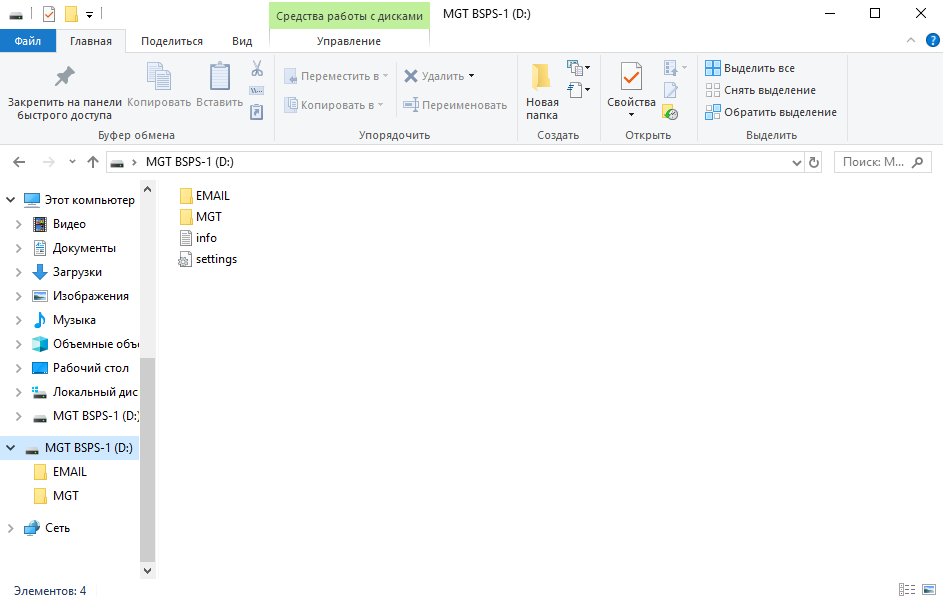 Средства работы с дисками
MGT BSPS-1 (D:)
Файл
Главная
Поделиться
Вид
Управление
Закрепить на панели
быстрого доступа
Копировать
Вставить
Переместить в
Копировать в
Удалить
Переименовать
Новая
папка
Свойства
Выделить все
Снять выделение
Обратить выделение
Буфер обмена
Упорядочить
Создать
Открыть
Выделить
MGT BSPS-1 (D:)
Поиск: M...
Этот компьютер
Видео
Документы
Загрузки
Изображения
Музыка
Объемные объ
Рабочий стол
Локальный дис
MGT BSPS-1 (D:)
MGT BSPS-1 (D:)
EMAIL
MGT
Сеть
EMAIL
MGT
info
settings
Элементов: 4